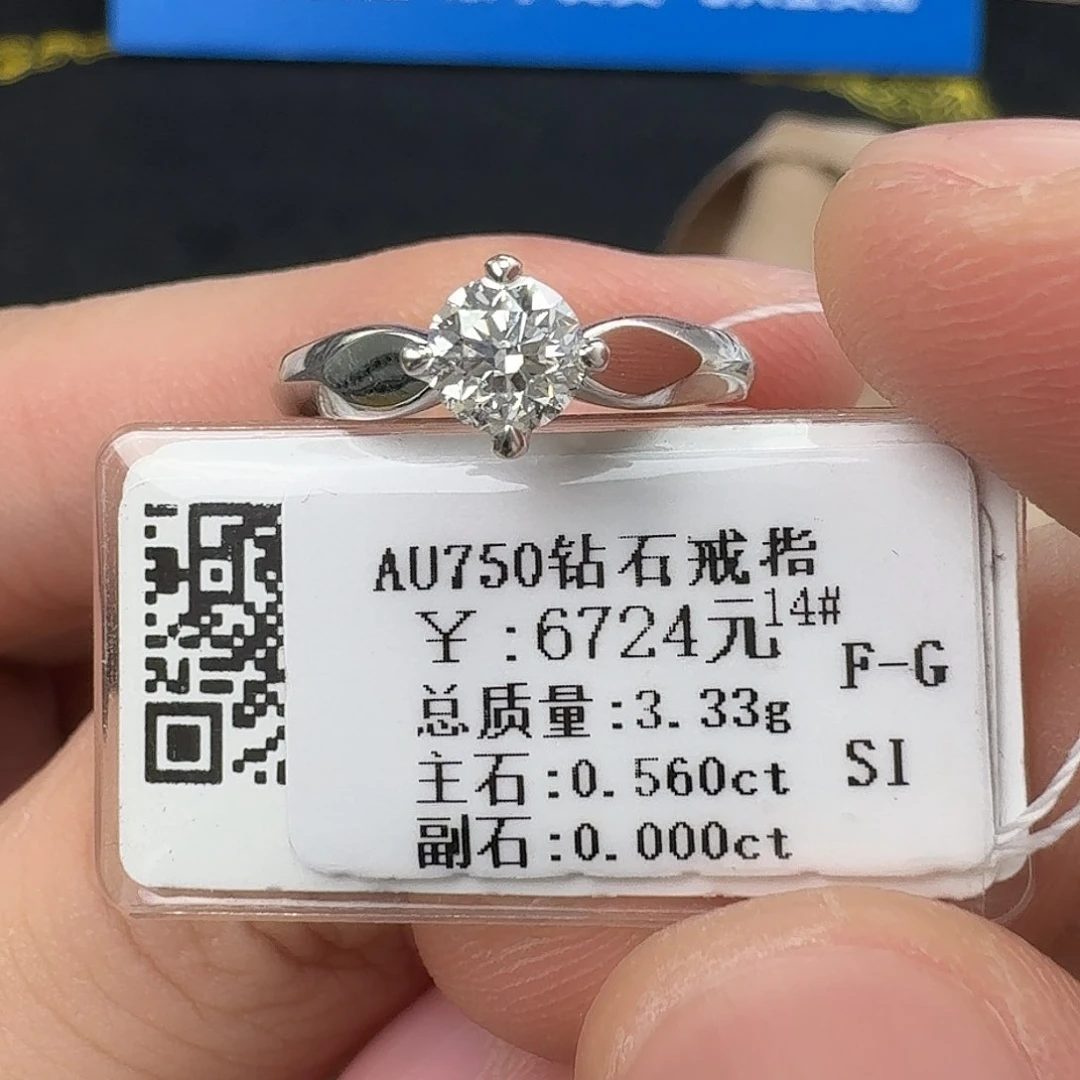 AU750钻石戒指
￥:6724元14#
F-G
总质量:3.33g
SI
主石:0.560ct
副石:0.000ct